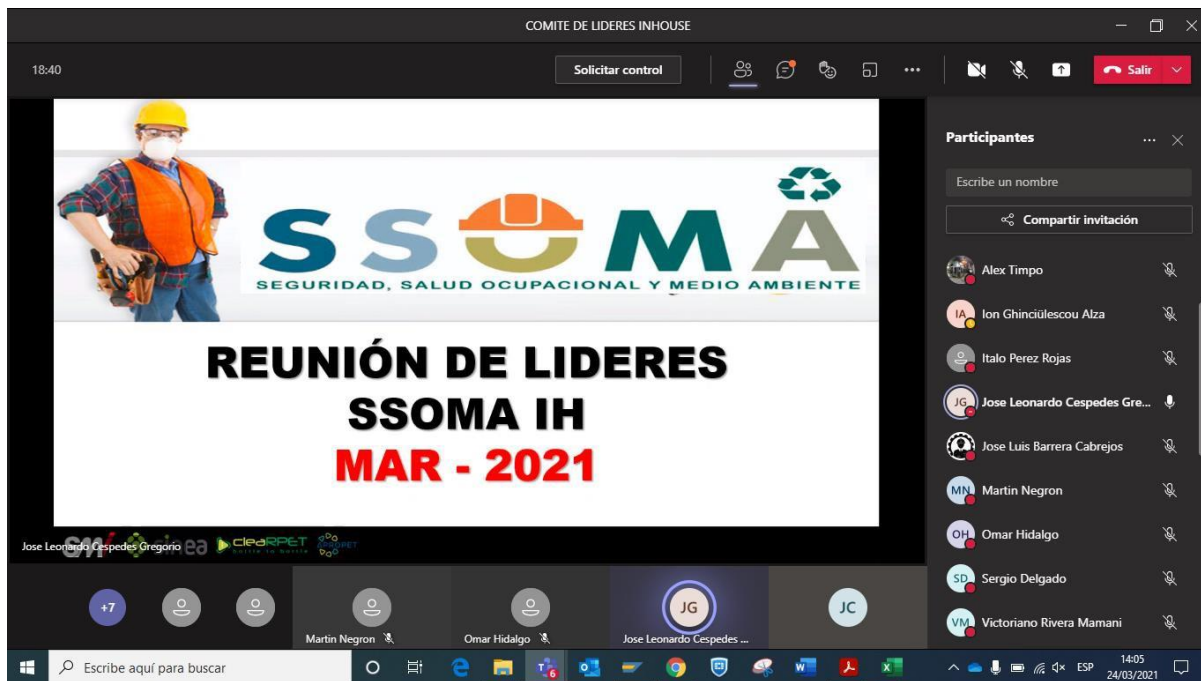 COMITE DE LIDERES INHOUSE
18:40
Solicitar control
Salir
SSOMA
SEGURIDAD, SALUD OCUPACIONAL Y MEDIO AMBIENTE
REUNIÓN DE LIDERES
SSOMA IH
MAR - 2021
Jose Leonardo Cespedes Gregorio
cleaRPET
Participantes
Escribe un nombre
Compartir invitación
Alex Timpo
IA Ion Ghinciülescou Alza
Italo Perez Rojas
JG Jose Leonardo Cespedes Gre...
Jose Luis Barrera Cabrejos
MN Martin Negron
OH Omar Hidalgo
SD Sergio Delgado
VM Victoriano Rivera Mamani
+7
Martin Negron
Omar Hidalgo
JG
Jose Leonardo Cespedes ...
JC
Escribe aquí para buscar
6
ESP
14:05
24/03/2021